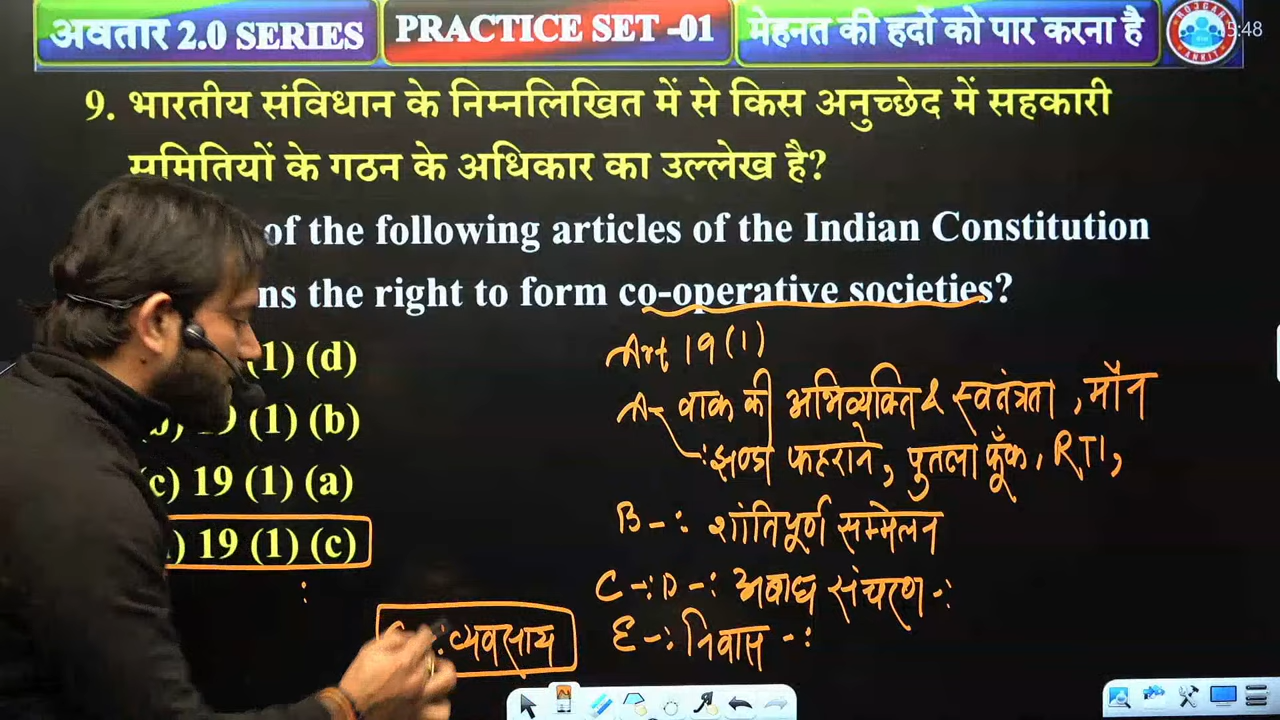 अवतार 2.0 SERIES
PRACTICE SET -01
मेहनत की हदों को पार करना है
ROJGAR
ANKIT
5:48
9. भारतीय संविधान के निम्नलिखित में से किस अनुच्छेद में सहकारी
समितियों के गठन के अधिकार का उल्लेख है?
of the following articles of the Indian Constitution
ns the right to form co-operative societies?
(1) (d)
(1) (b)
(c) 19 (1) (a)
) 19 (1) (c)
Art 19 (1)
A- वाक की अभिव्यक्ति & स्वतंत्रता, मौन
-: झण्डा फहराने, पुतला फूँक, RTI,
B-: शांतिपूर्ण सम्मेलन
C-: D-: अबाध संचरण-:
E-: निवास -:
: व्यवसाय